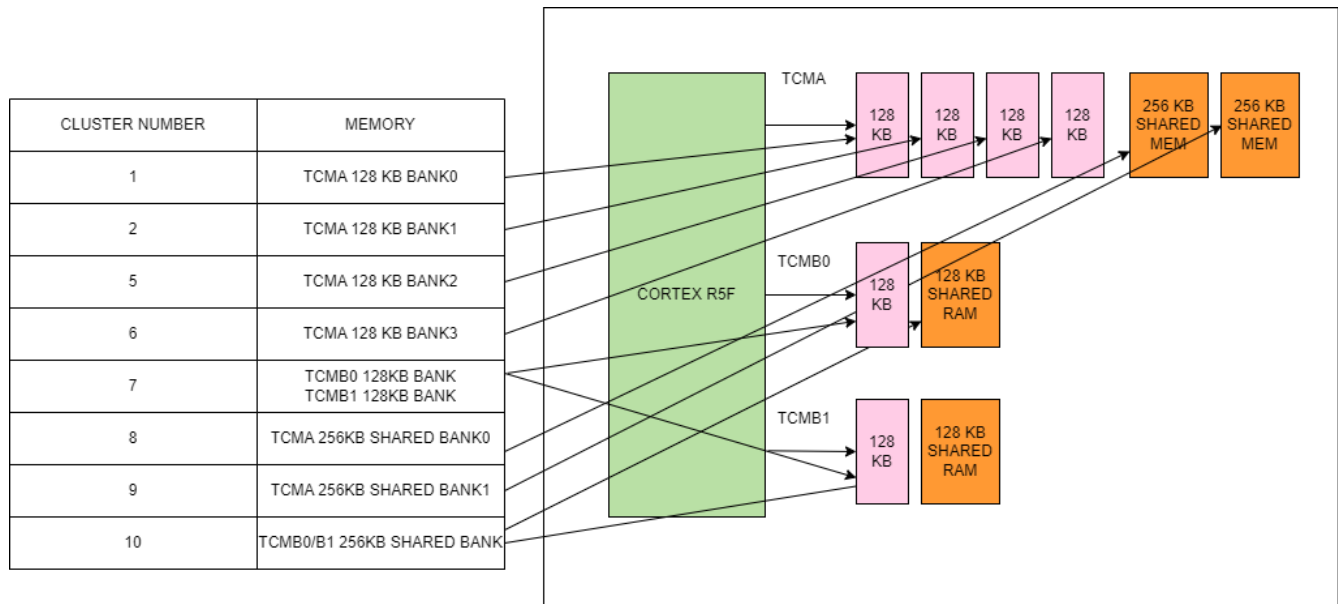 CLUSTER NUMBER MEMORY
1 TCMA 128 KB BANK0
2 TCMA 128 KB BANK1
5 TCMA 128 KB BANK2
6 TCMA 128 KB BANK3
7 TCMB0 128KB BANK
TCMB1 128KB BANK
8 TCMA 256KB SHARED BANK0
9 TCMA 256KB SHARED BANK1
10 TCMB0/B1 256KB SHARED BANK
CORTEX R5F
TCMA
128
KB
128
KB
128
KB
128
KB
256 KB
SHARED
MEM
256 KB
SHARED
MEM
TCMB0
128
KB
128 KB
SHARED
RAM
TCMB1
128
KB
128 KB
SHARED
RAM